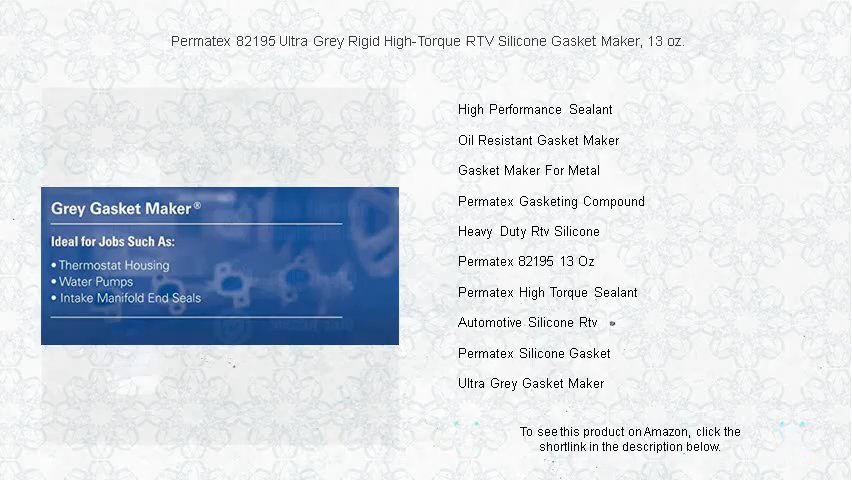 Permatex 82195 Ultra Grey Rigid High-Torque RTV Silicone Gasket Maker, 13 oz.
Grey Gasket Maker®
Ideal for Jobs Such As:
• Thermostat Housing
• Water Pumps
• Intake Manifold End Seals
High Performance Sealant
Oil Resistant Gasket Maker
Gasket Maker For Metal
Permatex Gasketing Compound
Heavy Duty Rtv Silicone
Permatex 82195 13 Oz
Permatex High Torque Sealant
Automotive Silicone Rtv
Permatex Silicone Gasket
Ultra Grey Gasket Maker
To see this product on Amazon, click the
shortlink in the description below.